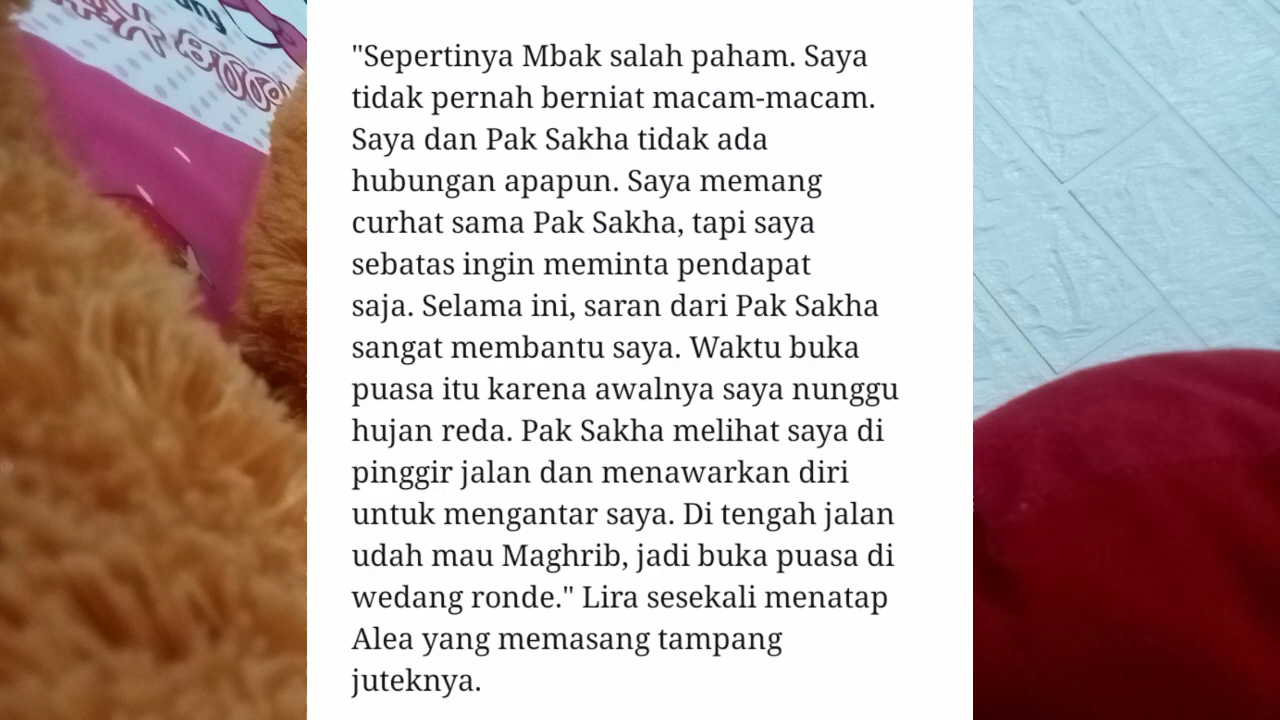 "Sepertinya Mbak salah paham. Saya
tidak pernah berniat macam-macam.
Saya dan Pak Sakha tidak ada
hubungan apapun. Saya memang
curhat sama Pak Sakha, tapi saya
sebatas ingin meminta pendapat
saja. Selama ini, saran dari Pak Sakha
sangat membantu saya. Waktu buka
puasa itu karena awalnya saya nunggu
hujan reda. Pak Sakha melihat saya di
pinggir jalan dan menawarkan diri
untuk mengantar saya. Di tengah jalan
udah mau Maghrib, jadi buka puasa di
wedang ronde." Lira sesekali menatap
Alea yang memasang tampang
juteknya.